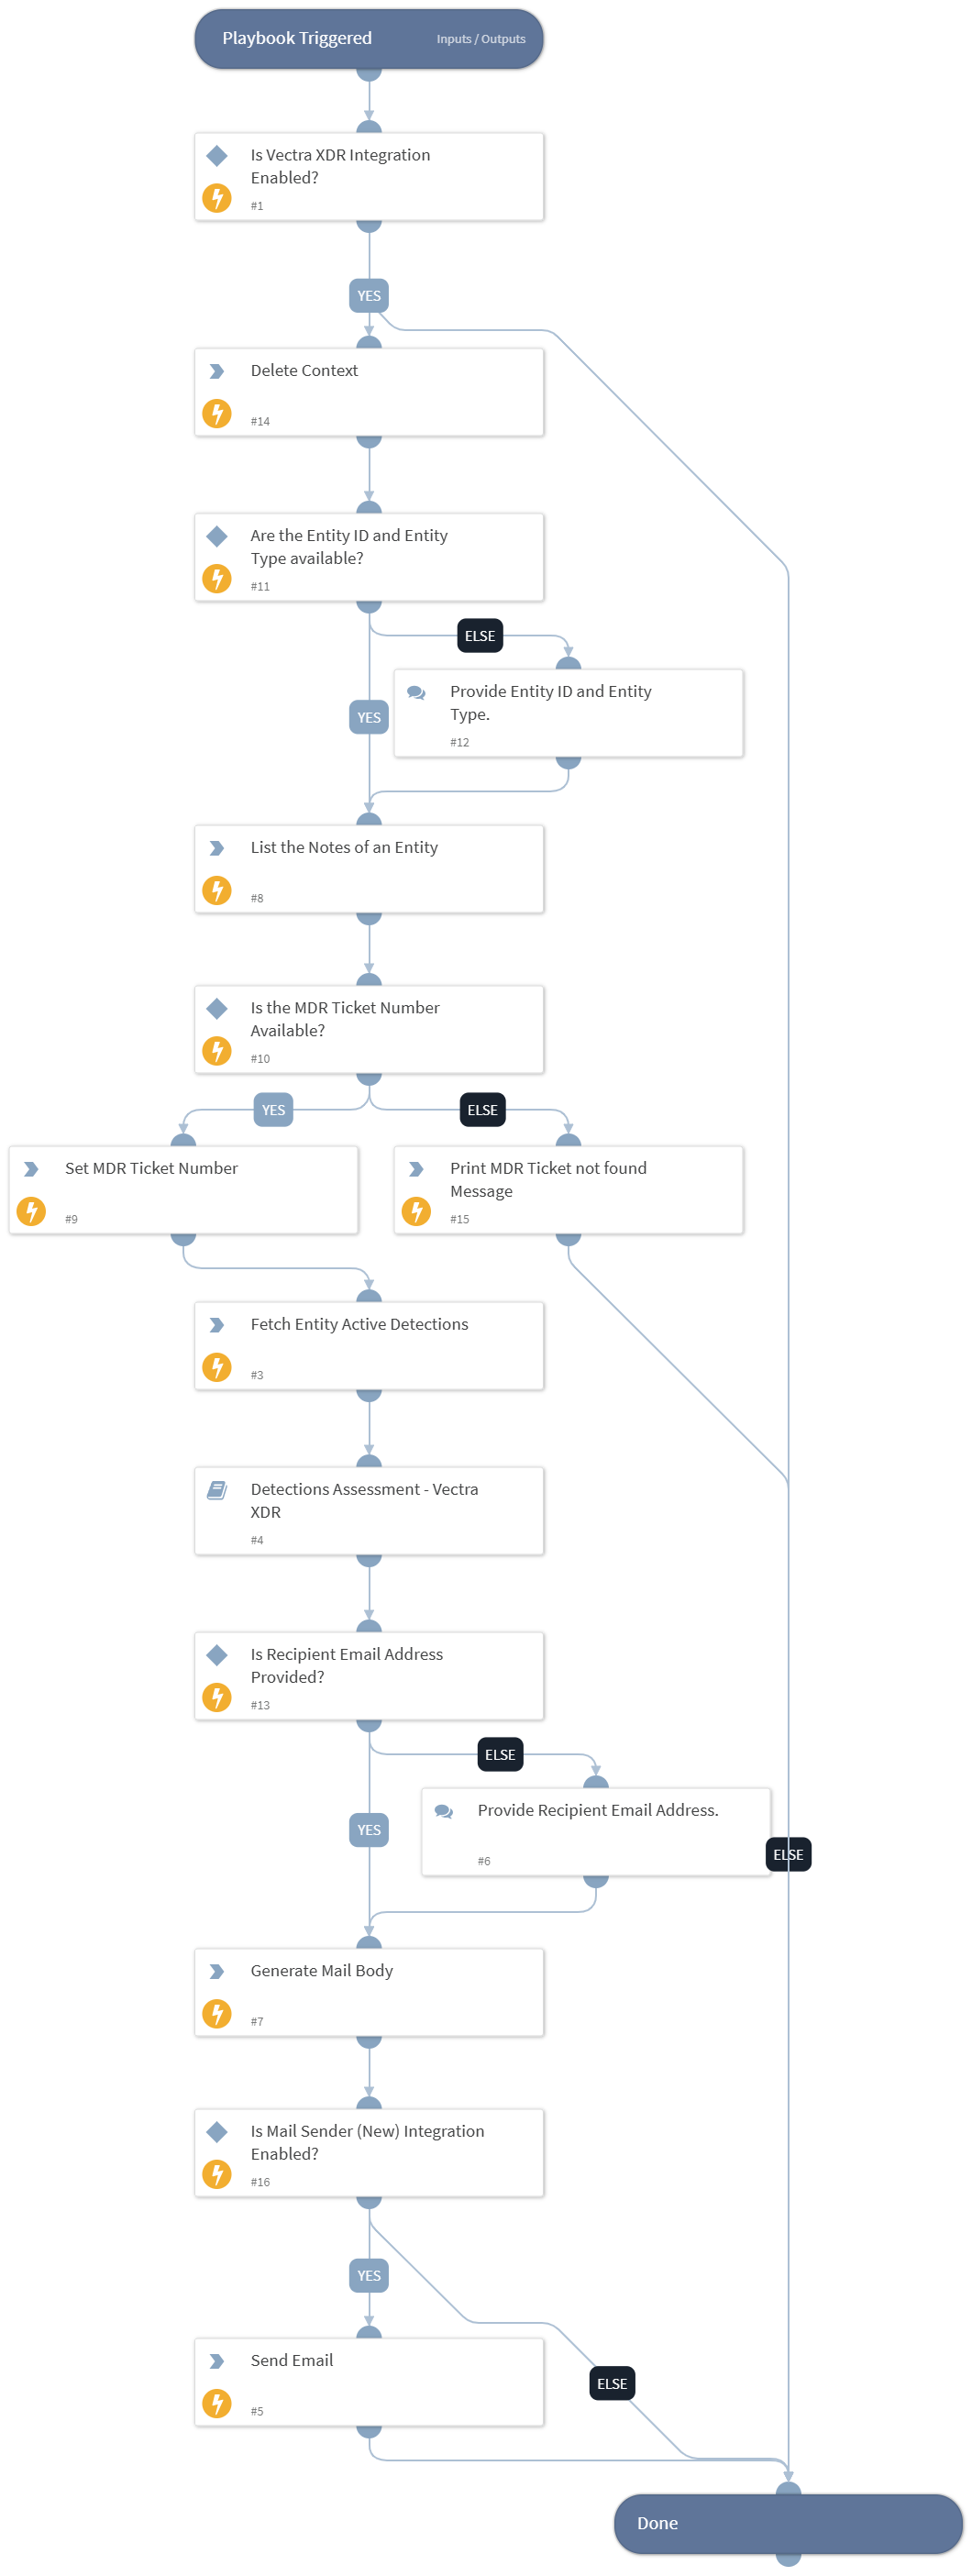 Playbook Triggered
Inputs / Outputs
Is Vectra XDR Integration
Enabled?
#1
YES
Delete Context
#14
Are the Entity ID and Entity
Type available?
#11
ELSE
Provide Entity ID and Entity
Type.
#12
YES
List the Notes of an Entity
#8
Is the MDR Ticket Number
Available?
#10
YES
ELSE
Set MDR Ticket Number
#9
Print MDR Ticket not found
Message
#15
Fetch Entity Active Detections
#3
Detections Assessment - Vectra
XDR
#4
Is Recipient Email Address
Provided?
#13
ELSE
Provide Recipient Email Address.
#6
YES
ELSE
Generate Mail Body
#7
Is Mail Sender (New) Integration
Enabled?
#16
YES
Send Email
#5
ELSE
Done